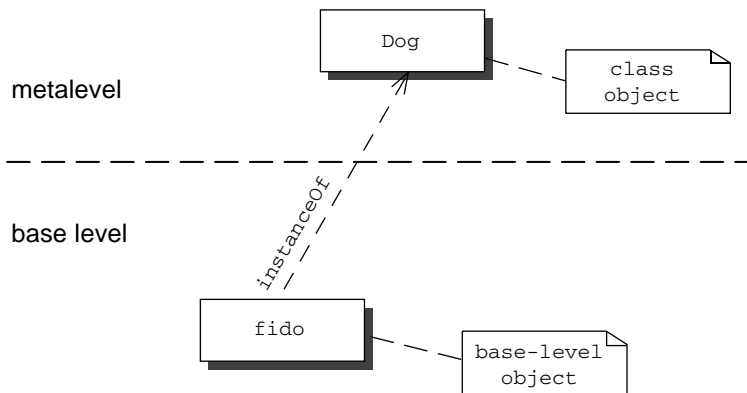 Dog
class
object
metalevel
instanceOf
base level
fido
base-level
object